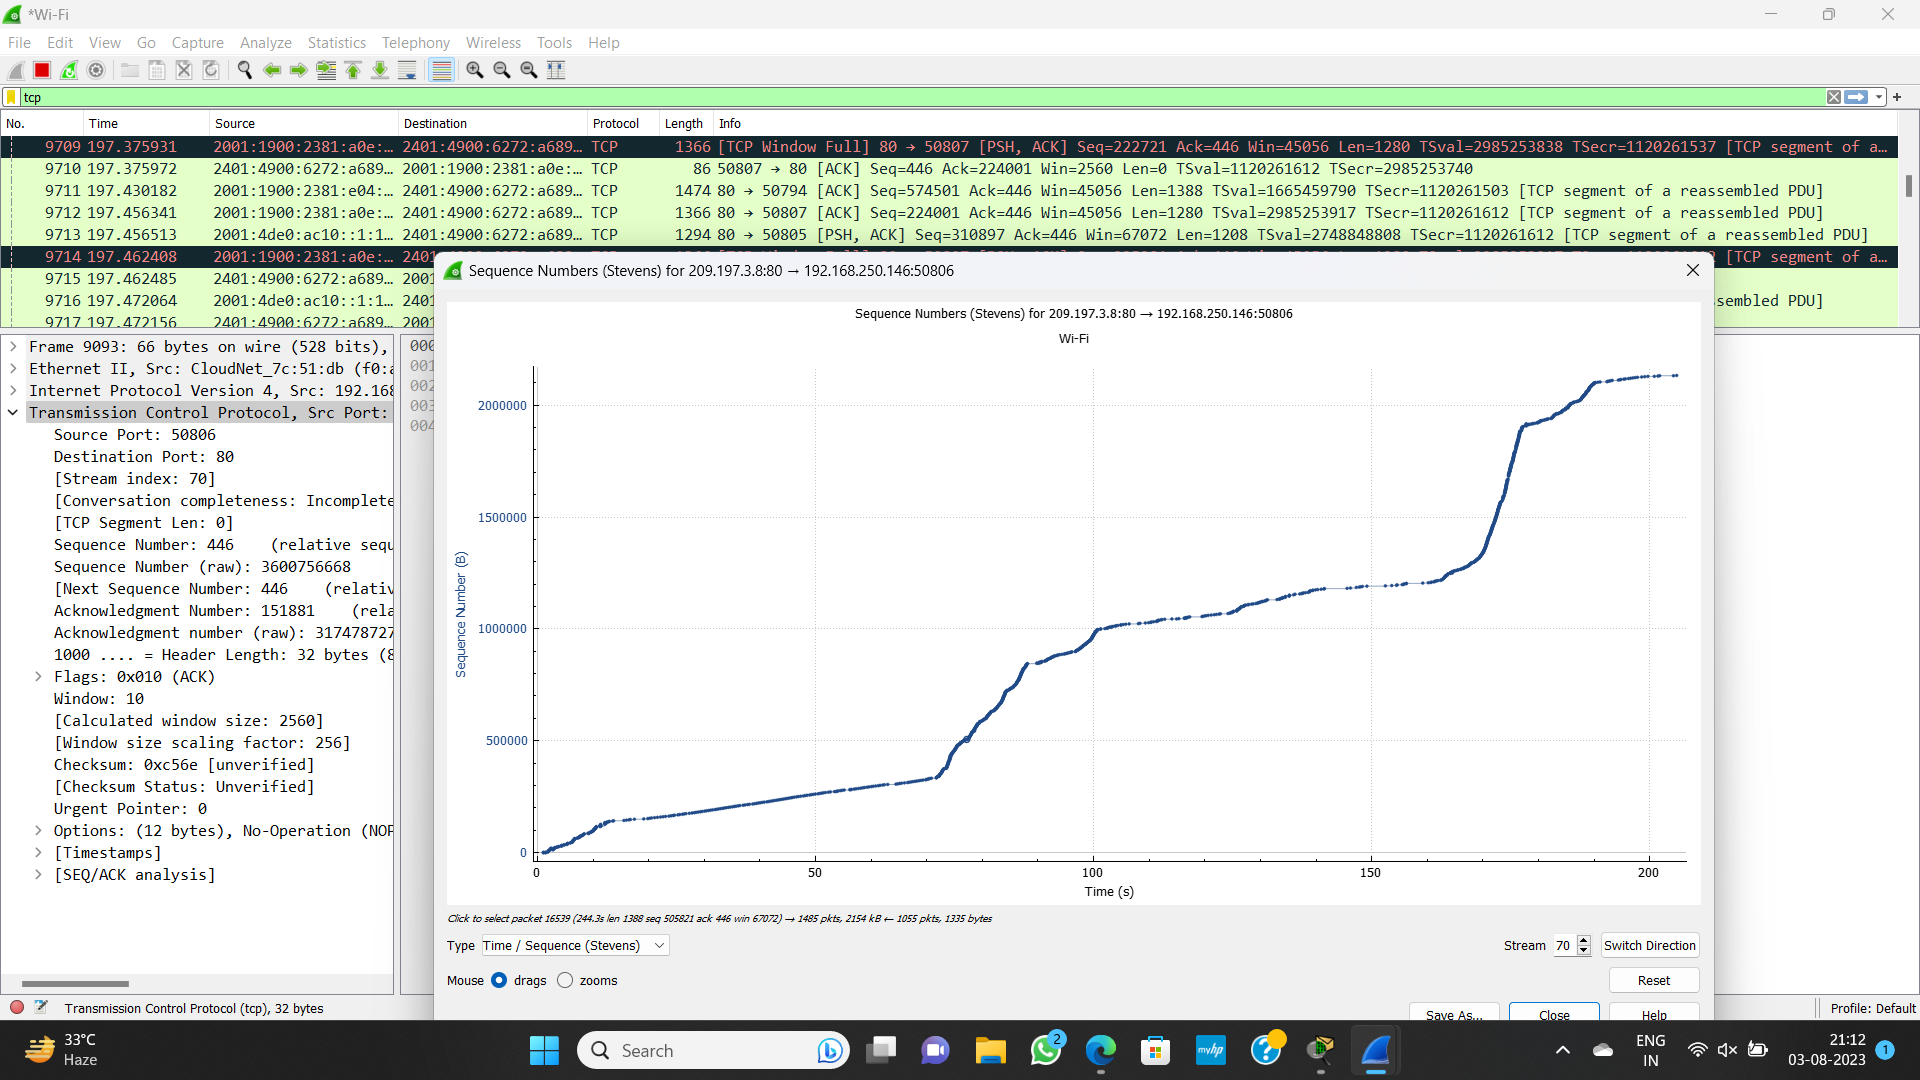 *Wi-Fi
File Edit View Go Capture Analyze Statistics Telephony Wireless Tools Help
tcp
No. Time Source Destination Protocol Length Info
9709 197.375931 2001:1900:2381:a0e:… 2401:4900:6272:a689… TCP 1366 [TCP Window Full] 80 → 50807 [PSH, ACK] Seq=222721 Ack=446 Win=45056 Len=1280 TSval=2985253838 TSecr=1120261537 [TCP segment of a…
9710 197.375972 2401:4900:6272:a689… 2001:1900:2381:a0e:… TCP 86 50807 → 80 [ACK] Seq=446 Ack=224001 Win=2560 Len=0 TSval=1120261612 TSecr=2985253740
9711 197.430182 2001:1900:2381:e04:… 2401:4900:6272:a689… TCP 1474 80 → 50794 [ACK] Seq=574501 Ack=446 Win=45056 Len=1388 TSval=1665459790 TSecr=1120261503 [TCP segment of a reassembled PDU]
9712 197.456341 2001:1900:2381:a0e:… 2401:4900:6272:a689… TCP 1366 80 → 50807 [ACK] Seq=224001 Ack=446 Win=45056 Len=1280 TSval=2985253917 TSecr=1120261612 [TCP segment of a reassembled PDU]
9713 197.456513 2001:4de0:ac10::1:1… 2401:4900:6272:a689… TCP 1294 80 → 50805 [PSH, ACK] Seq=310897 Ack=446 Win=67072 Len=1208 TSval=2748848808 TSecr=1120261612 [TCP segment of a reassembled PDU]
9714 197.462408 2001:1900:2381:a0e:… 2401 2 [TCP segment of a…
9715 197.462485 2401:4900:6272:a689… 2001
9716 197.472064 2001:4de0:ac10::1:1… 2401 sembled PDU]
9717 197.472156 2401:4900:6272:a689… 2001
Frame 9093: 66 bytes on wire (528 bits),
Ethernet II, Src: CloudNet_7c:51:db (f0:a
Internet Protocol Version 4, Src: 192.168
Transmission Control Protocol, Src Port:
Source Port: 50806
Destination Port: 80
[Stream index: 70]
[Conversation completeness: Incomplete
[TCP Segment Len: 0]
Sequence Number: 446 (relative sequ
Sequence Number (raw): 3600756668
[Next Sequence Number: 446 (relativ
Acknowledgment Number: 151881 (rela
Acknowledgment number (raw): 317478727
1000 .... = Header Length: 32 bytes (8
Flags: 0x010 (ACK)
Window: 10
[Calculated window size: 2560]
[Window size scaling factor: 256]
Checksum: 0xc56e [unverified]
[Checksum Status: Unverified]
Urgent Pointer: 0
Options: (12 bytes), No-Operation (NOP
[Timestamps]
[SEQ/ACK analysis]
000
001
002
003
004
Sequence Numbers (Stevens) for 209.197.3.8:80 → 192.168.250.146:50806
Sequence Numbers (Stevens) for 209.197.3.8:80 → 192.168.250.146:50806
Wi-Fi
Sequence Number (B)
2000000
1500000
1000000
500000
0
0 50 100 150 200
Time (s)
Click to select packet 16539 (244.3s len 1388 seq 505821 ack 446 win 67072) → 1485 pkts, 2154 kB ← 1055 pkts, 1335 bytes
Type Time / Sequence (Stevens) Stream 70 Switch Direction
Mouse drags zooms Reset
Save As... Close Help
Transmission Control Protocol (tcp), 32 bytes Profile: Default
33°C
Haze
Search
2
myhp
ENG
IN
21:12
03-08-2023
1